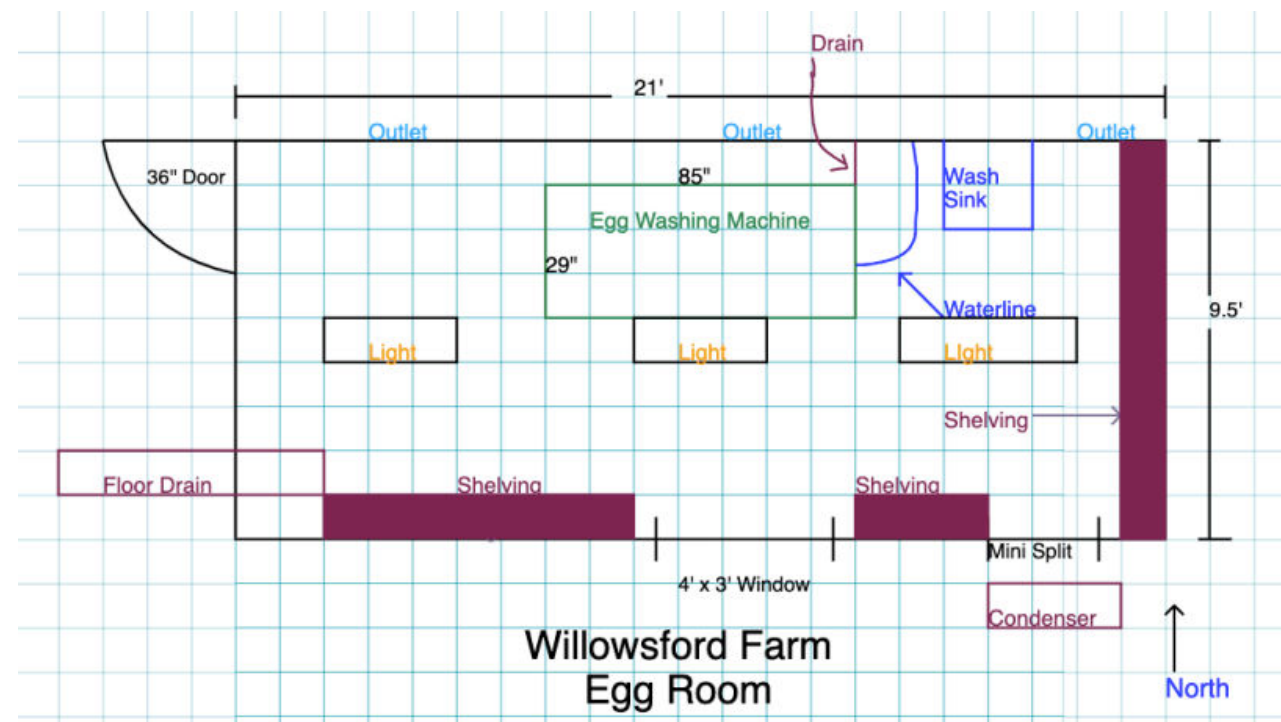 Drain
21'
Outlet
Outlet
Outlet
36" Door
85"
Wash
Sink
Egg Washing Machine
29"
Waterline
9.5'
Light
Light
LIght
Shelving
Floor Drain
Shelving
Shelving
Mini Split
4' x 3' Window
Condenser
Willowsford Farm
Egg Room
North